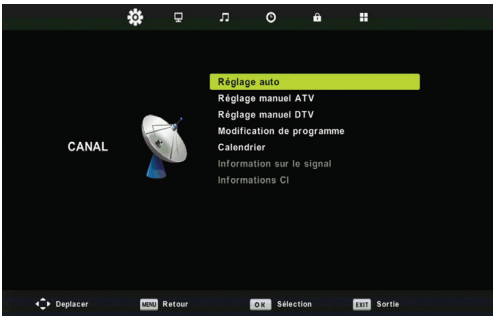 Réglage auto
Réglage manuel ATV
Réglage manuel DTV
Modification de programme
CANAL
Calendrier
Information sur le signal
Informations CI
Deplacer MENU Retour OK Sélection EXIT Sortie